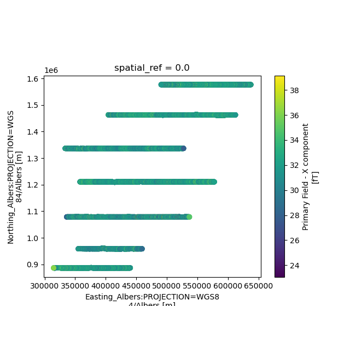 spatial_ref = 0.0
1e6
1.6
1.5
1.4
1.3
1.2
1.1
1.0
0.9
Northing_Albers:PROJECTION=WGS
84/Albers [m]
300000 350000 400000 450000 500000 550000 600000 650000
Easting_Albers:PROJECTION=WGS8
4/Albers [m]
38
36
34
32
30
28
26
24
Primary Field - X component
[fT]